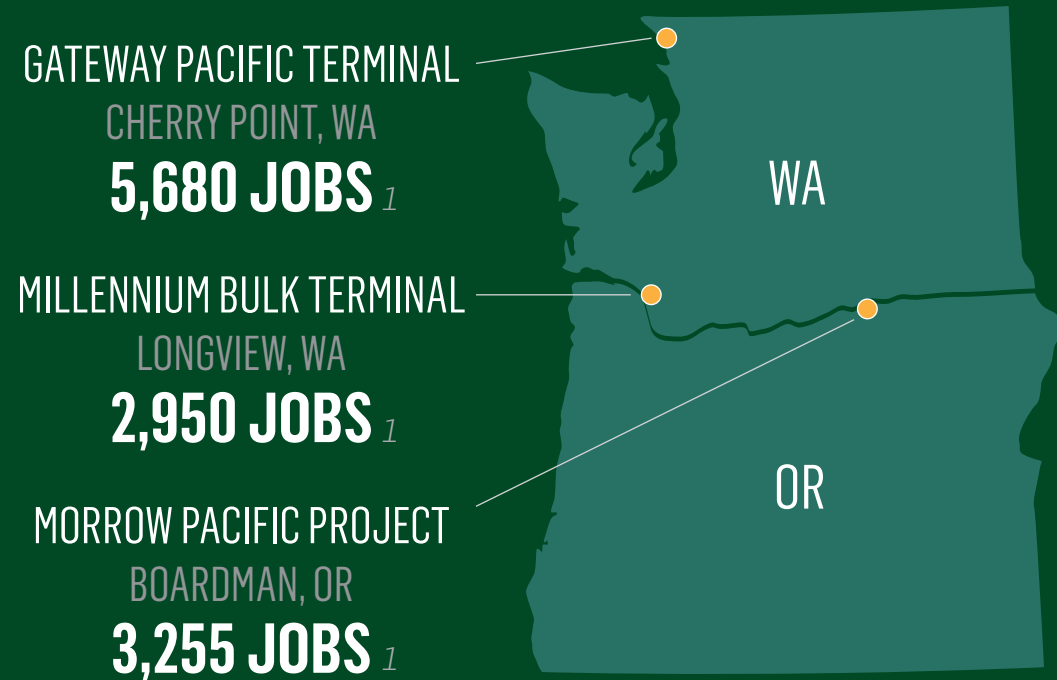 GATEWAY PACIFIC TERMINAL
CHERRY POINT, WA
5,680 JOBS 1
MILLENNIUM BULK TERMINAL
LONGVIEW, WA
2,950 JOBS 1
MORROW PACIFIC PROJECT
BOARDMAN, OR
3,255 JOBS 1
WA
OR